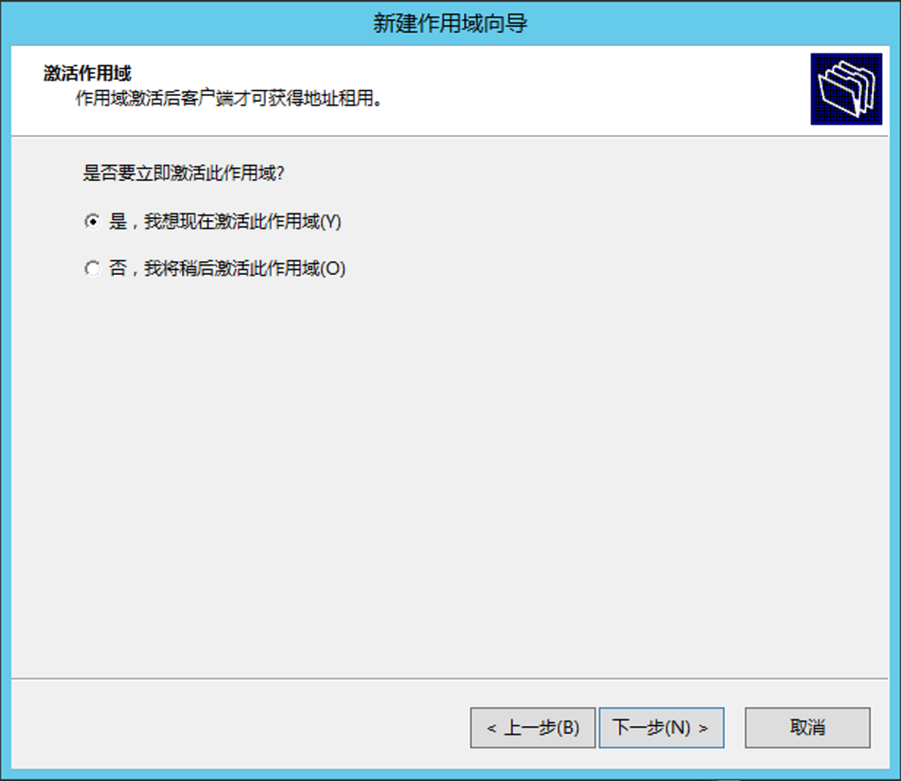 新建作用域向导
激活作用域
作用域激活后客户端才可获得地址租用。
是否要立即激活此作用域?
是，我想现在激活此作用域(Y)
否，我将稍后激活此作用域(O)
< 上一步(B) 下一步(N) > 取消